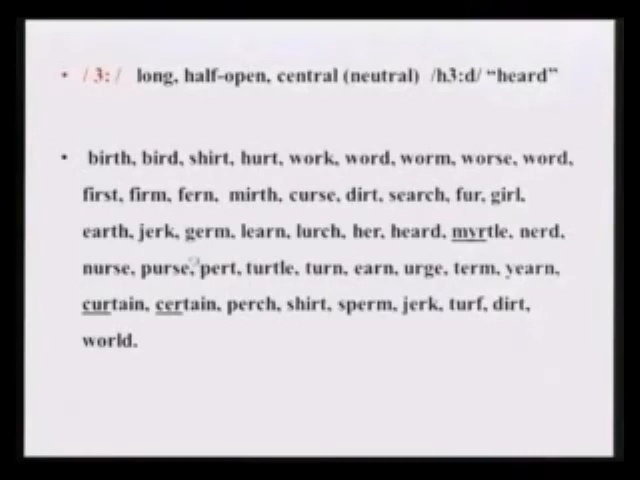 • / 3: / long, half-open, central (neutral) /h3:d/ “heard”
• birth, bird, shirt, hurt, work, word, worm, worse, word,
first, firm, fern, mirth, curse, dirt, search, fur, girl,
earth, jerk, germ, learn, lurch, her, heard, myrtle, nerd,
nurse, purse, pert, turtle, turn, earn, urge, term, yearn,
curtain, certain, perch, shirt, sperm, jerk, turf, dirt,
world.